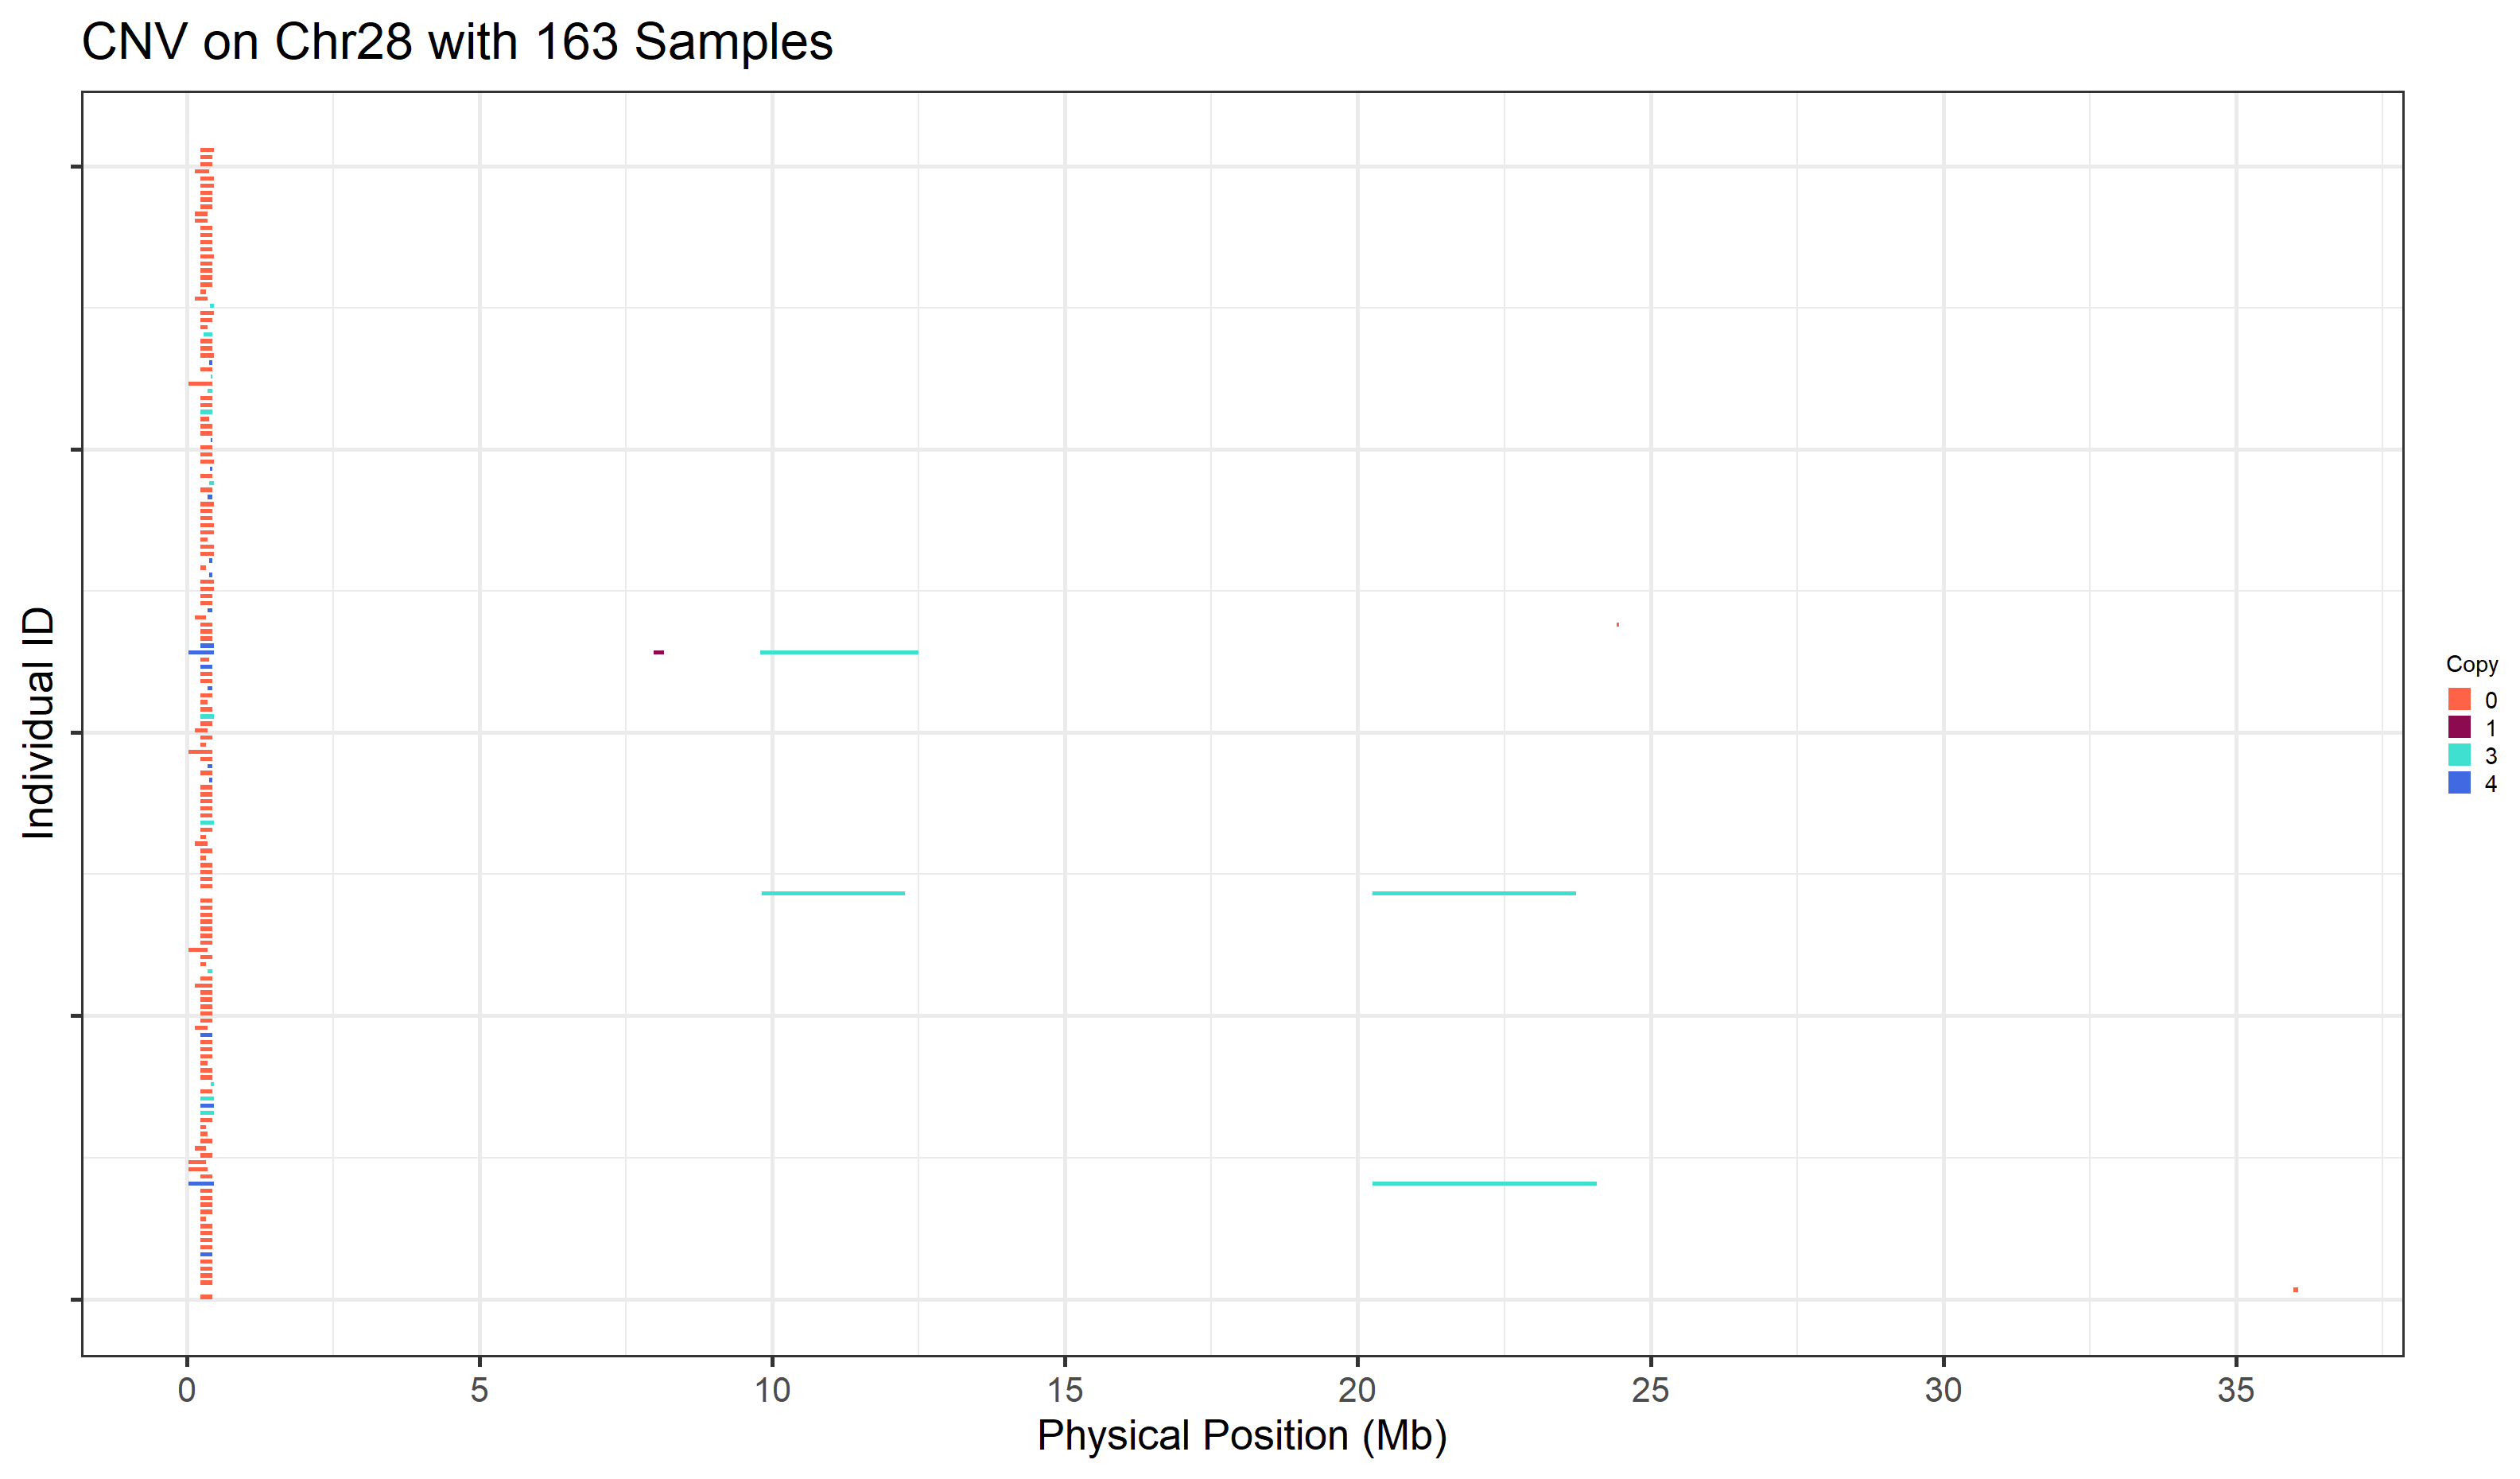 CNV on Chr28 with 163 Samples
Individual ID
0 5 10 15 20 25 30 35
Physical Position (Mb)
Copy
0
1
3
4